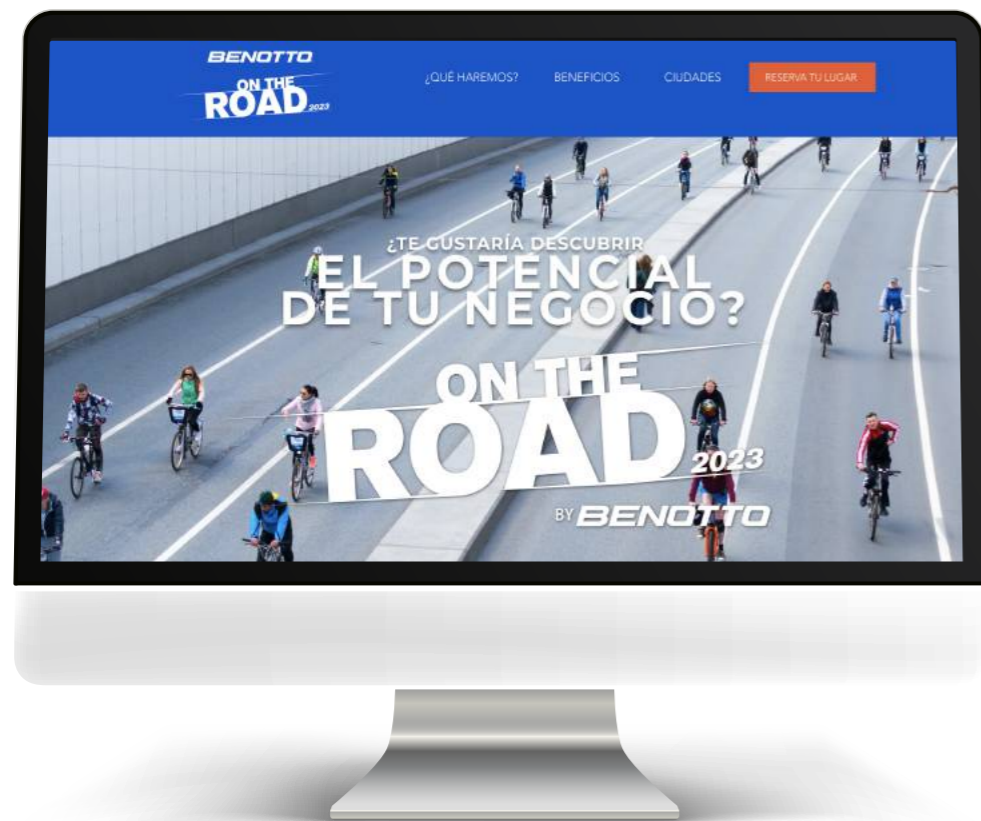 BENOTTO
ON THE
ROAD 2023
¿QUÉ HAREMOS?
BENEFICIOS
CIUDADES
RESERVA TU LUGAR
¿TE GUSTARÍA DESCUBRIR
EL POTENCIAL
DE TU NEGOCIO?
ON THE
ROAD 2023
BY BENOTTO